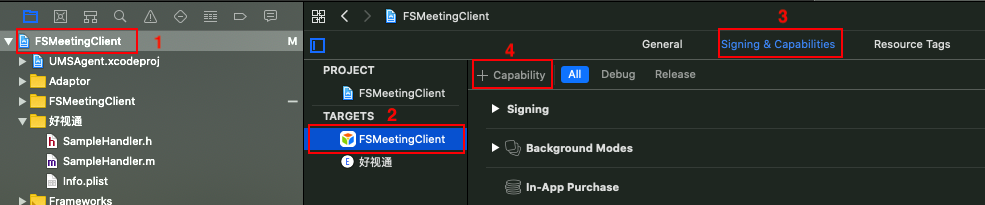 FSMeetingClient
1
M
UMSAgent.xcodeproj
Adaptor
FSMeetingClient
好视通
SampleHandler.h
SampleHandler.m
Info.plist
Frameworks
FSMeetingClient
3
General
Signing & Capabilities
Resource Tags
PROJECT
FSMeetingClient
TARGETS
2
FSMeetingClient
E 好视通
4
+ Capability
All
Debug
Release
Signing
Background Modes
In-App Purchase